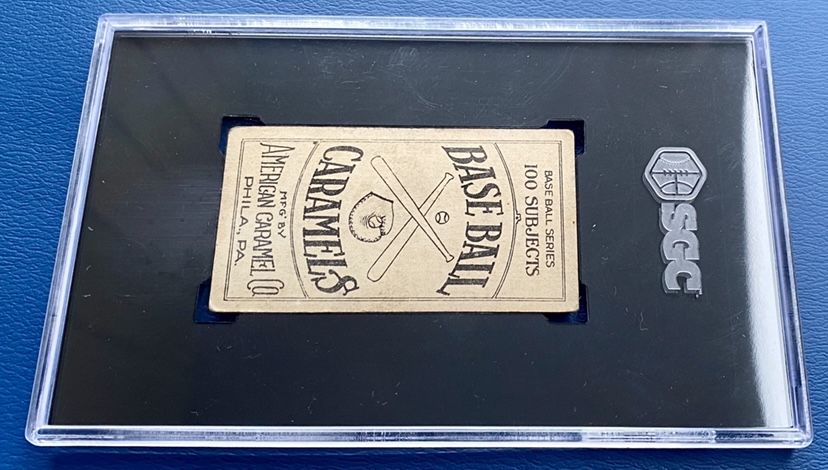 SGC
BASE BALL SERIES
100 SUBJECTS
BASE BALL
CARAMELS
MFG' BY
AMERICAN CARAMEL CO
PHILA., PA.